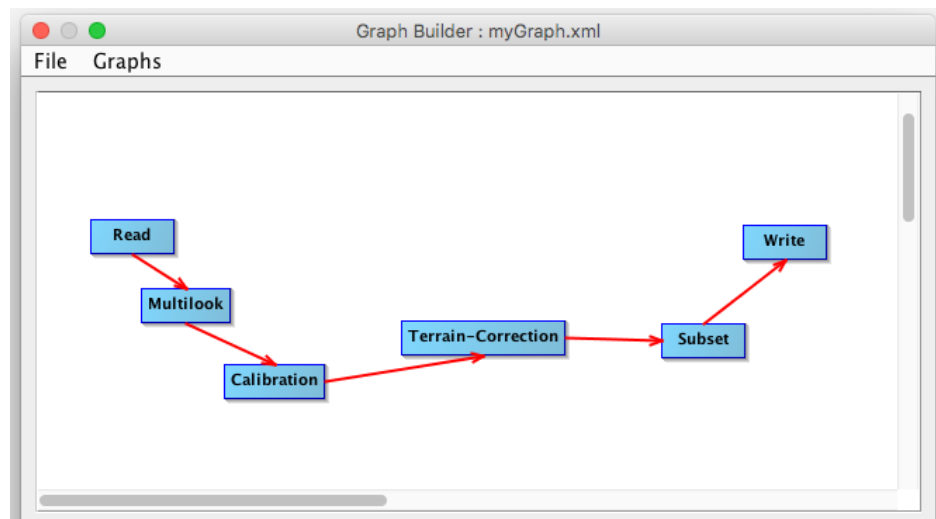 Graph Builder : myGraph.xml
File Graphs
Read
Write
Multilook
Terrain-Correction
Subset
Calibration